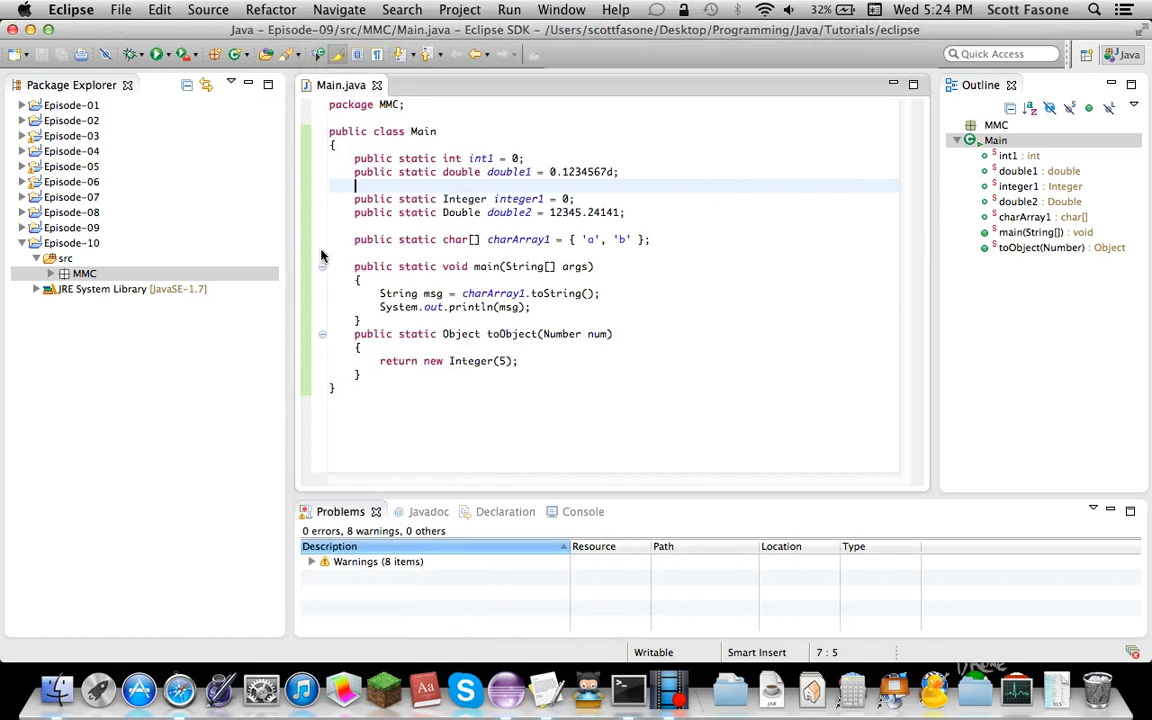 Eclipse File Edit Source Refactor Navigate Search Project Run Window Help 32% Wed 5:24 PM Scott Fasone
Java - Episode-09/src/MMC/Main.java - Eclipse SDK - /Users/scottfasone/Desktop/Programming/Java/Tutorials/eclipse
Quick Access Java
Package Explorer
Episode-01
Episode-02
Episode-03
Episode-04
Episode-05
Episode-06
Episode-07
Episode-08
Episode-09
Episode-10
src
MMC
JRE System Library [JavaSE-1.7]
Main.java
package MMC;
public class Main
{
public static int int1 = 0;
public static double double1 = 0.1234567d;
public static Integer integer1 = 0;
public static Double double2 = 12345.24141;
public static char[] charArray1 = { 'a', 'b' };
public static void main(String[] args)
{
String msg = charArray1.toString();
System.out.println(msg);
}
public static Object toObject(Number num)
{
return new Integer(5);
}
}
Outline
MMC
Main
int1 : int
double1 : double
integer1 : Integer
double2 : Double
charArray1 : char[]
main(String[]) : void
toObject(Number) : Object
Problems Javadoc Declaration Console
0 errors, 8 warnings, 0 others
Description Resource Path Location Type
Warnings (8 items)
Writable Smart Insert 7 : 5